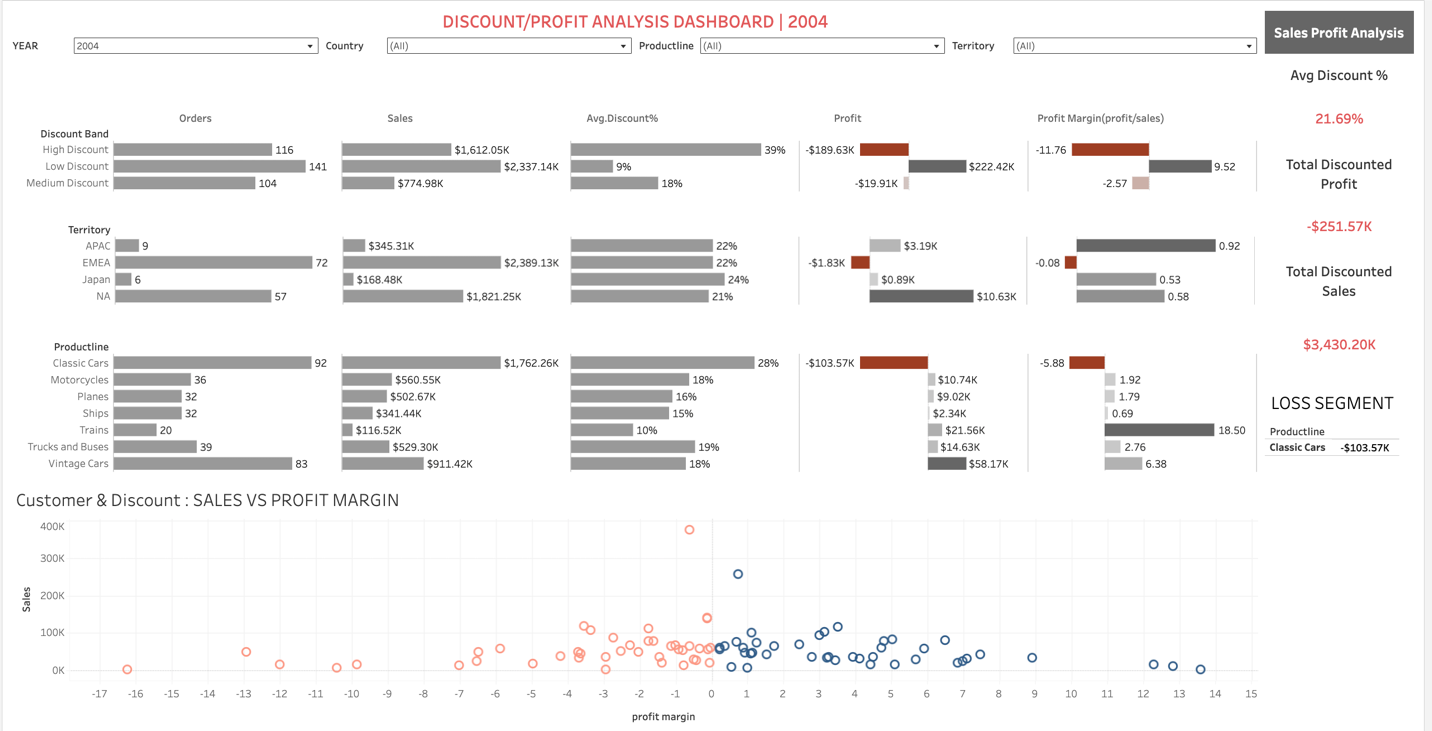 DISCOUNT/PROFIT ANALYSIS DASHBOARD | 2004
Sales Profit Analysis
YEAR 2004 Country (All) Productline (All) Territory (All)
Avg Discount %
21.69%
Total Discounted
Profit
-$251.57K
Total Discounted
Sales
$3,430.20K
Orders Sales Avg.Discount% Profit Profit Margin(profit/sales)
Discount Band
High Discount 116 $1,612.05K 39% -$189.63K -11.76
Low Discount 141 $2,337.14K 9% $222.42K 9.52
Medium Discount 104 $774.98K 18% -$19.91K -2.57
Territory
APAC 9 $345.31K 22% $3.19K 0.92
EMEA 72 $2,389.13K 22% -$1.83K -0.08
Japan 6 $168.48K 24% $0.89K 0.53
NA 57 $1,821.25K 21% $10.63K 0.58
Productline
Classic Cars 92 $1,762.26K 28% -$103.57K -5.88
Motorcycles 36 $560.55K 18% $10.74K 1.92
Planes 32 $502.67K 16% $9.02K 1.79
Ships 32 $341.44K 15% $2.34K 0.69
Trains 20 $116.52K 10% $21.56K 18.50
Trucks and Buses 39 $529.30K 19% $14.63K 2.76
Vintage Cars 83 $911.42K 18% $58.17K 6.38
LOSS SEGMENT
Productline
Classic Cars -$103.57K
Customer & Discount : SALES VS PROFIT MARGIN
Sales
400K
300K
200K
100K
0K
-17 -16 -15 -14 -13 -12 -11 -10 -9 -8 -7 -6 -5 -4 -3 -2 -1 0 1 2 3 4 5 6 7 8 9 10 11 12 13 14 15
profit margin